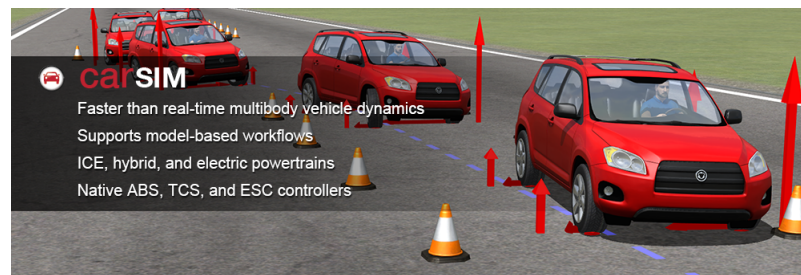 carSIM
Faster than real-time multibody vehicle dynamics
Supports model-based workflows
ICE, hybrid, and electric powertrains
Native ABS, TCS, and ESC controllers